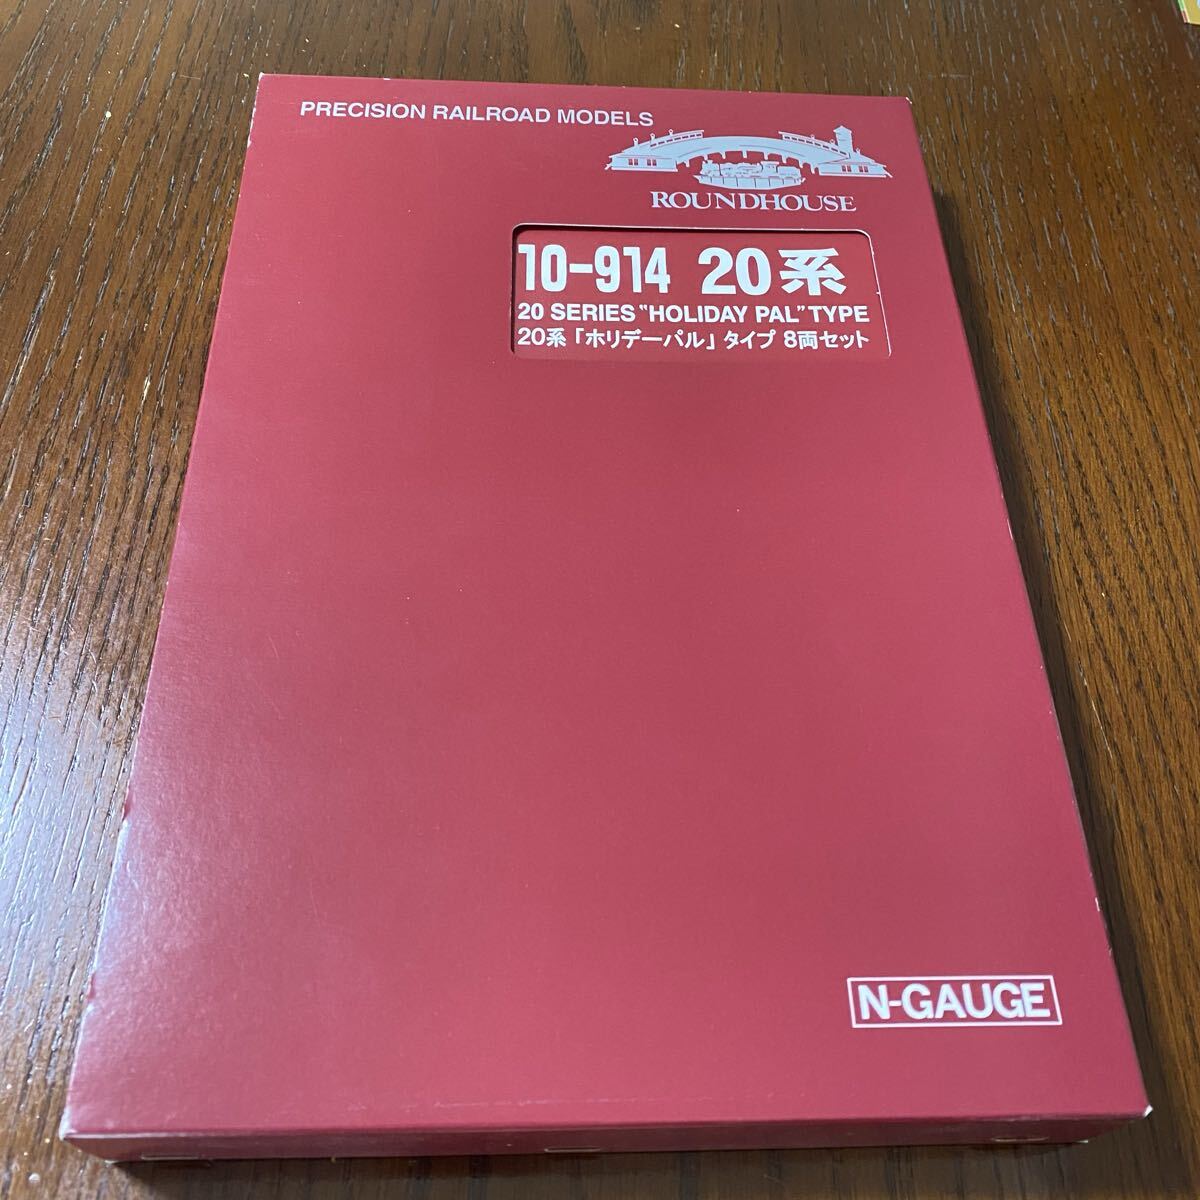 PRECISION RAILROAD MODELS
ROUNDHOUSE
10-914 20系
20 SERIES "HOLIDAY PAL" TYPE
20系「ホリデーパル」タイプ 8両セット
N-GAUGE